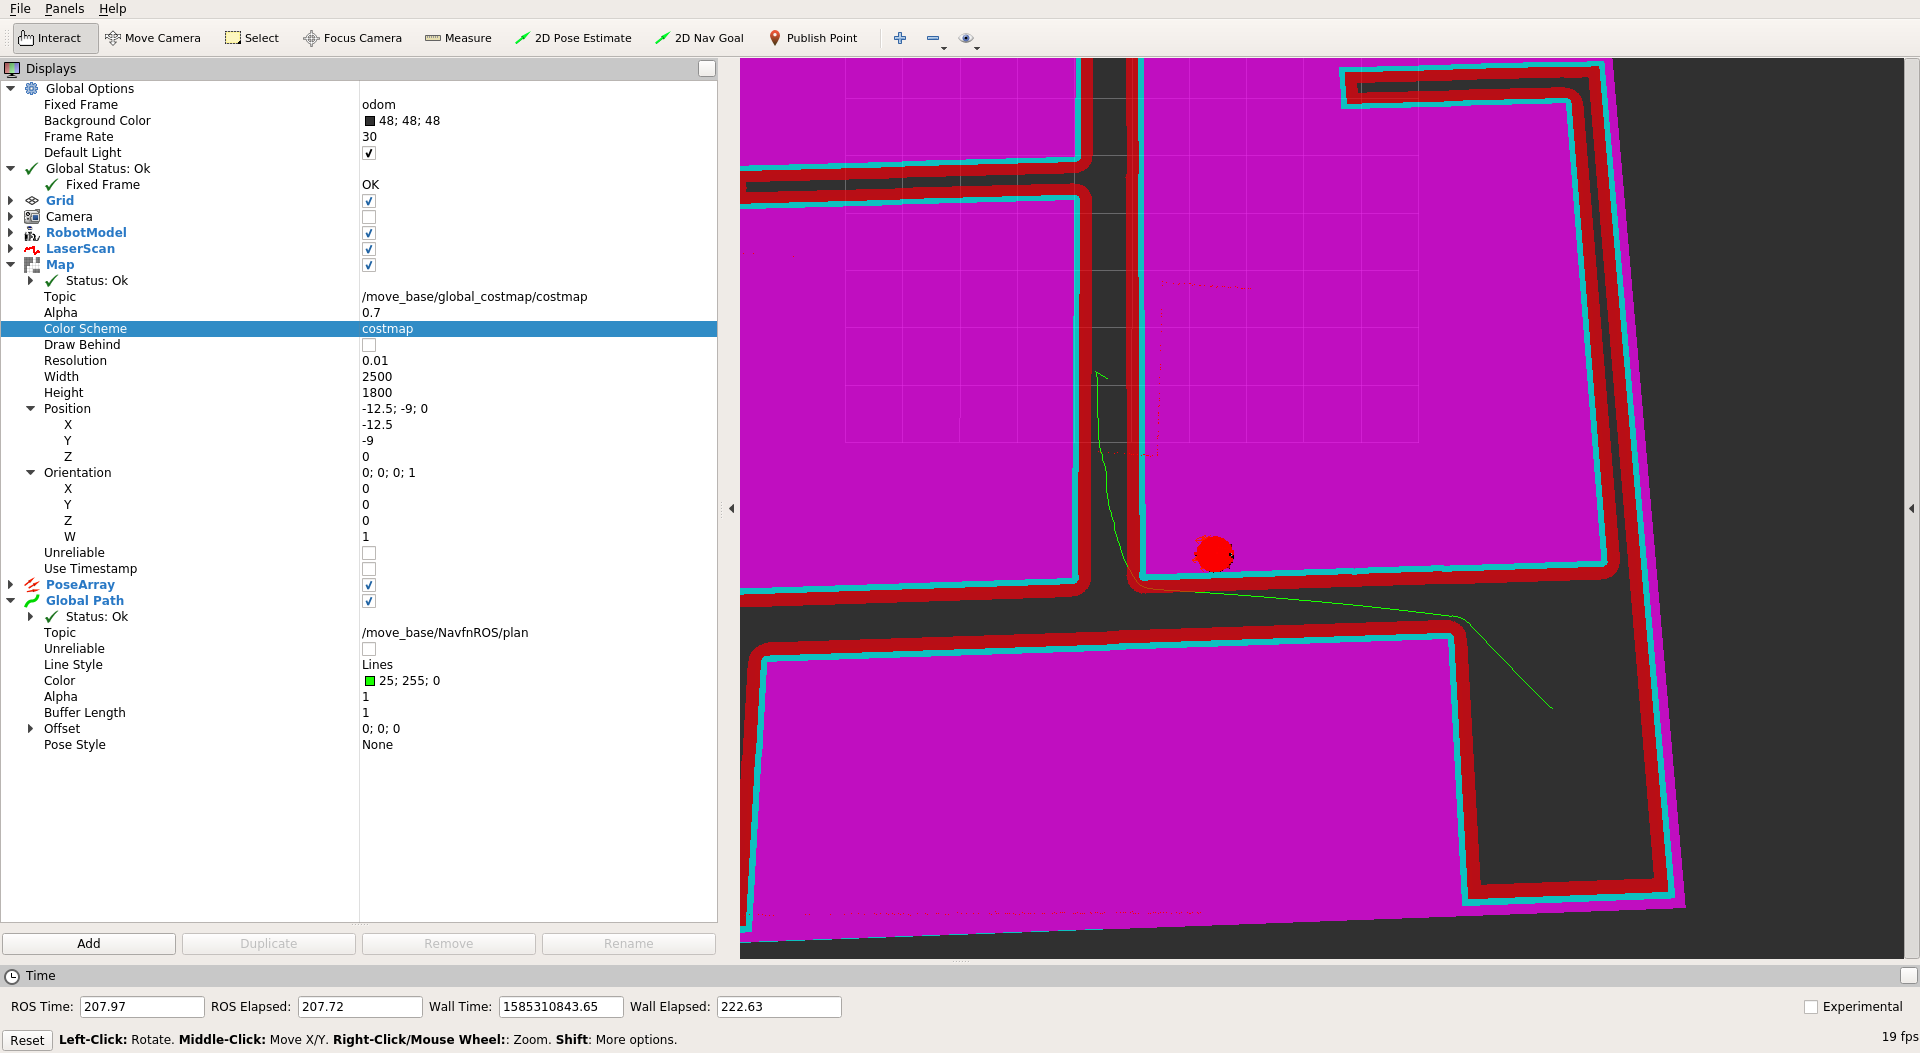 File Panels Help
Interact Move Camera Select Focus Camera Measure 2D Pose Estimate 2D Nav Goal Publish Point
Displays
Global Options
Fixed Frame odom
Background Color 48; 48; 48
Frame Rate 30
Default Light
Global Status: Ok
Fixed Frame OK
Grid
Camera
RobotModel
LaserScan
Map
Status: Ok
Topic /move_base/global_costmap/costmap
Alpha 0.7
Color Scheme costmap
Draw Behind
Resolution 0.01
Width 2500
Height 1800
Position -12.5; -9; 0
X -12.5
Y -9
Z 0
Orientation 0; 0; 0; 1
X 0
Y 0
Z 0
W 1
Unreliable
Use Timestamp
PoseArray
Global Path
Status: Ok
Topic /move_base/NavfnROS/plan
Unreliable
Line Style Lines
Color 25; 255; 0
Alpha 1
Buffer Length 1
Offset 0; 0; 0
Pose Style None
Add Duplicate Remove Rename
Time
ROS Time: 207.97 ROS Elapsed: 207.72 Wall Time: 1585310843.65 Wall Elapsed: 222.63 Experimental
Reset Left-Click: Rotate. Middle-Click: Move X/Y. Right-Click/Mouse Wheel:: Zoom. Shift: More options. 19 fps